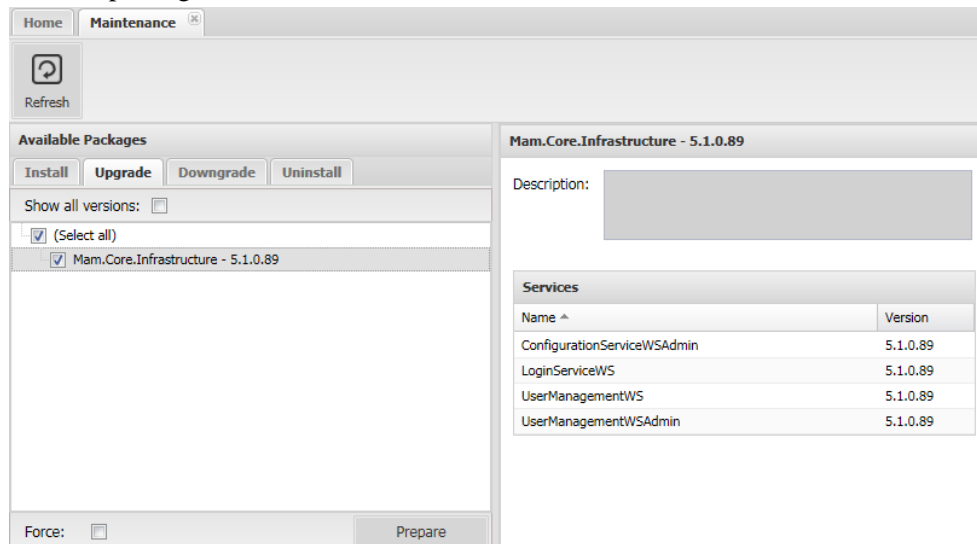 Home Maintenance
Refresh
Available Packages
Install Upgrade Downgrade Uninstall
Show all versions:
(Select all)
Mam.Core.Infrastructure - 5.1.0.89
Force: Prepare
Mam.Core.Infrastructure - 5.1.0.89
Description:
Services
Name Version
ConfigurationServiceWSAdmin 5.1.0.89
LoginServiceWS 5.1.0.89
UserManagementWS 5.1.0.89
UserManagementWSAdmin 5.1.0.89